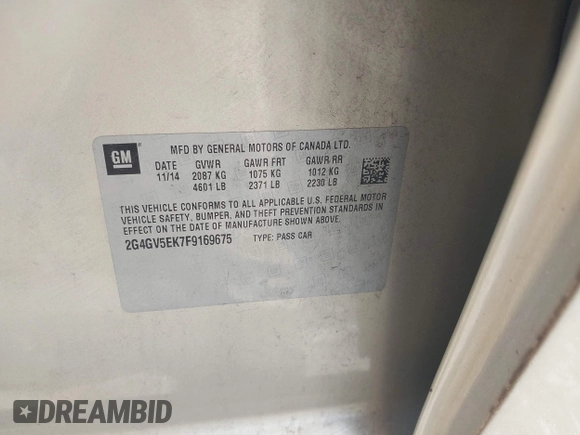 GM
MFD BY GENERAL MOTORS OF CANADA LTD.
DATE GVWR GAWR FRT GAWR RR
11/14 2087 KG 1075 KG 1012 KG
4601 LB 2371 LB 2230 LB
THIS VEHICLE CONFORMS TO ALL APPLICABLE U.S. FEDERAL MOTOR
VEHICLE SAFETY, BUMPER, AND THEFT PREVENTION STANDARDS IN
EFFECT ON THE DATE OF MANUFACTURE SHOWN ABOVE.
2G4GV5EK7F9169675 TYPE: PASS CAR
DREAMBID